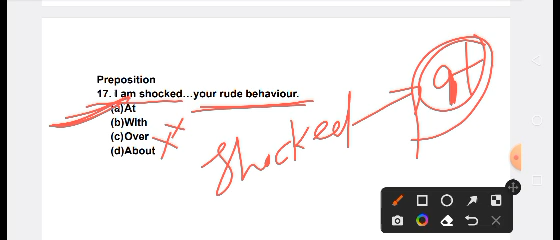 Preposition
17. I am shocked...your rude behaviour.
(a)At
(b)With
(c)Over
(d)About
Shocked at